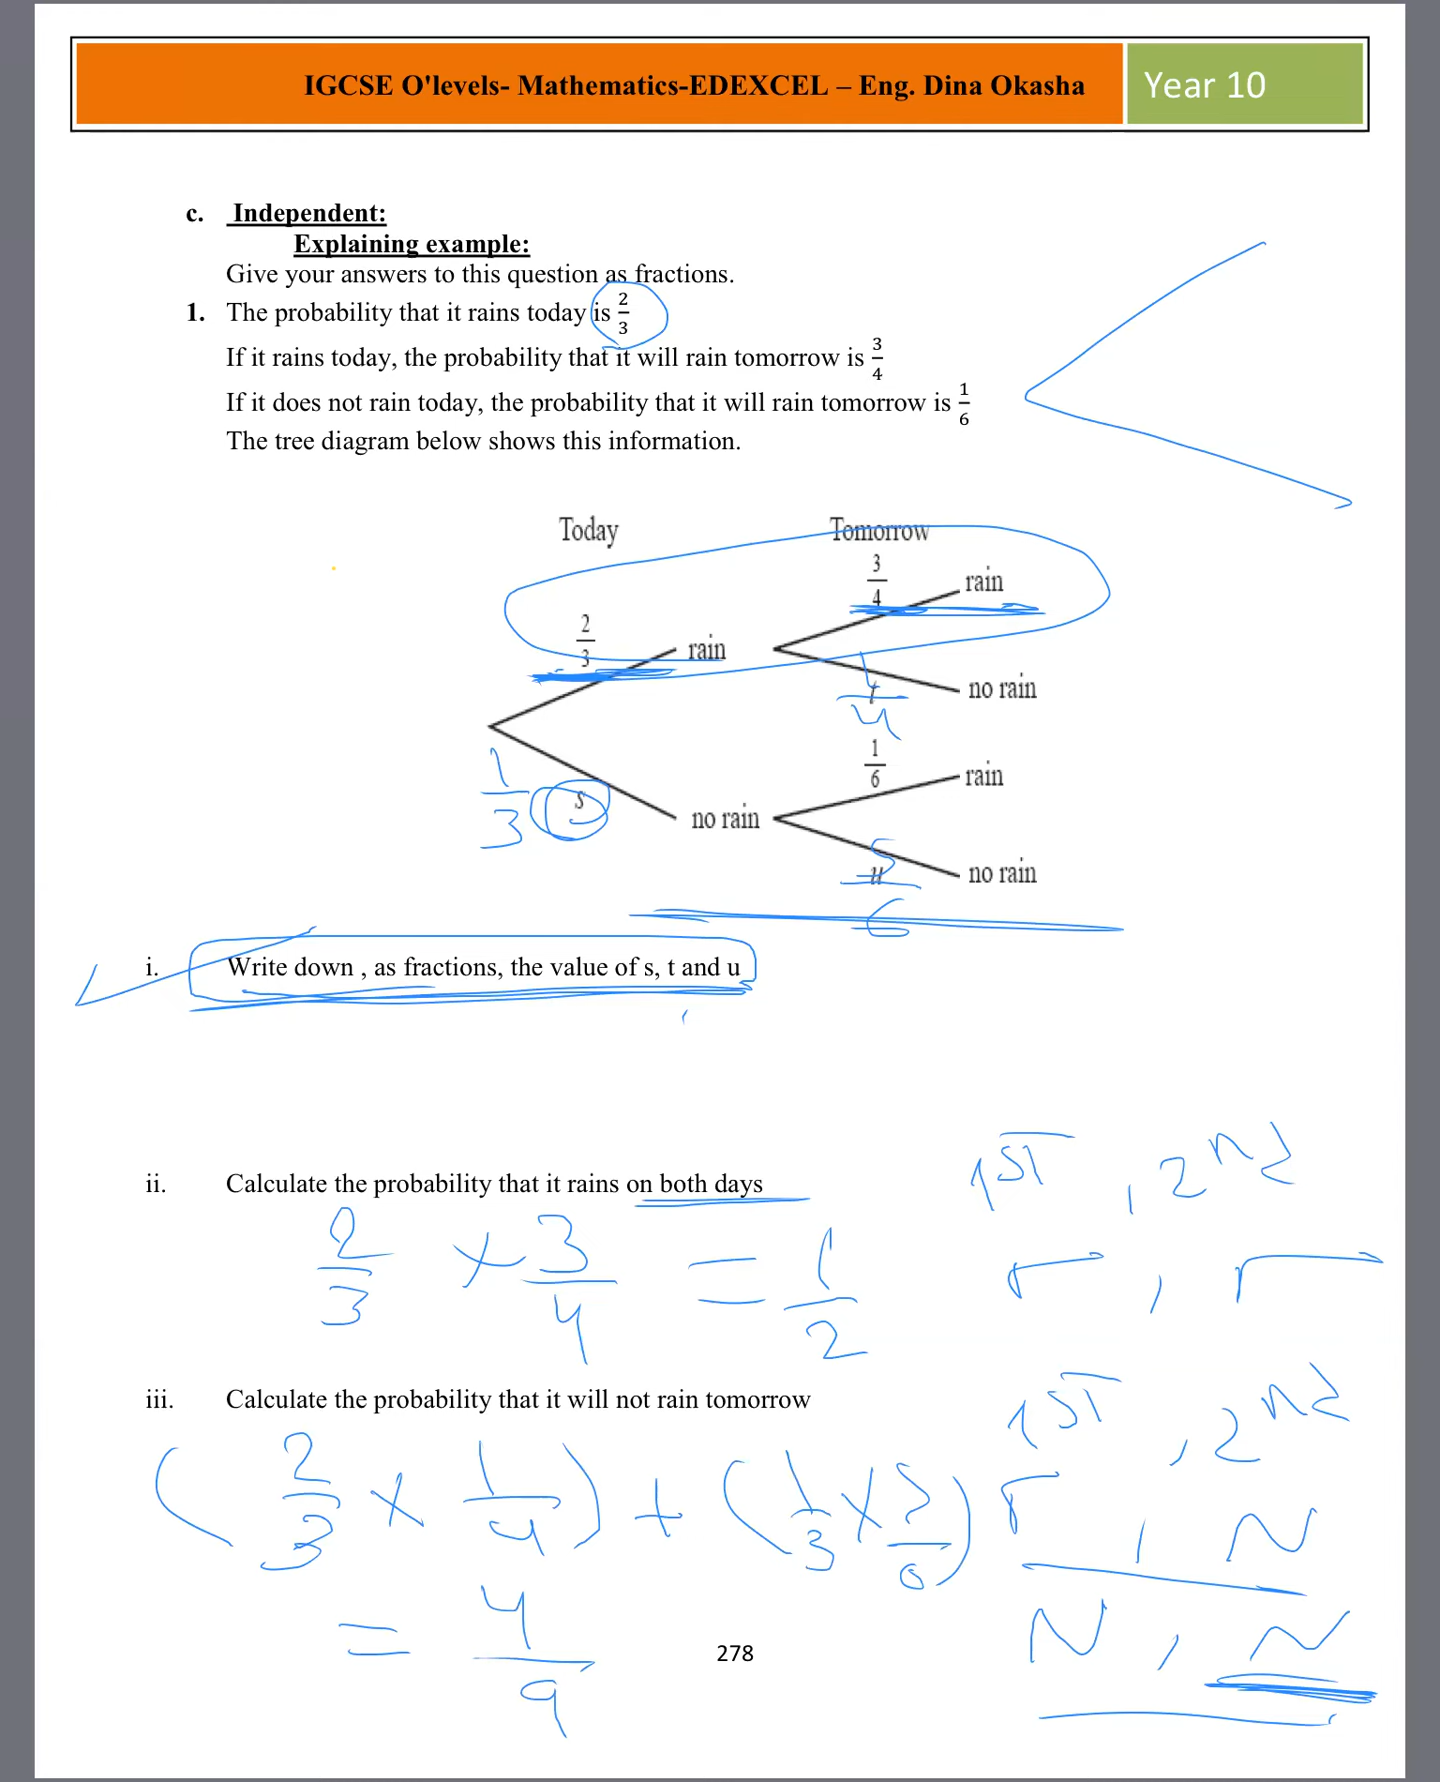 IGCSE O'levels- Mathematics-EDEXCEL – Eng. Dina Okasha Year 10
c. Independent:
Explaining example:
Give your answers to this question as fractions.
1. The probability that it rains today is 2/3
If it rains today, the probability that it will rain tomorrow is 3/4
If it does not rain today, the probability that it will rain tomorrow is 1/6
The tree diagram below shows this information.
Today Tomorrow
3/4 rain
2/3 rain
1/4 t no rain
1/3 s
1/6 rain
no rain
5/6 u no rain
i. Write down , as fractions, the value of s, t and u
1ST , 2nd
ii. Calculate the probability that it rains on both days
2/3 × 3/4 = 1/2
r , r
iii. Calculate the probability that it will not rain tomorrow
1ST , 2nd
(2/3 × 1/4) + (1/3 × 5/6)
r , N
= 4/9
N , N
278